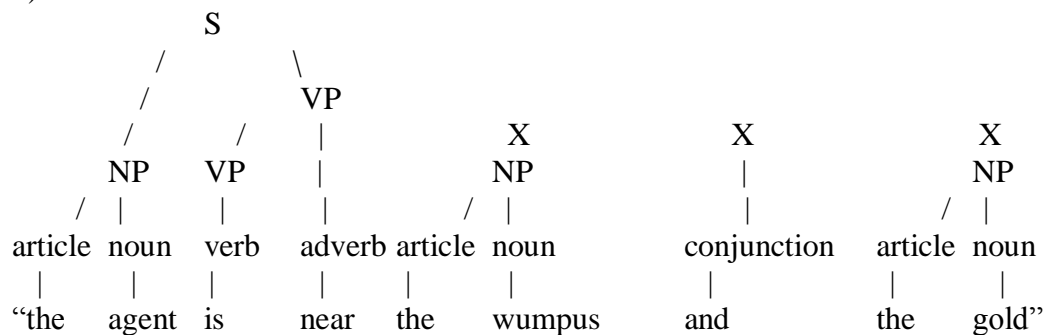 )
S
/ \
/ VP
/ / | X X X
NP VP | NP | NP
/ | | | / | | / |
article noun verb adverb article noun conjunction article noun
| | | | | | | | |
“the agent is near the wumpus and the gold”